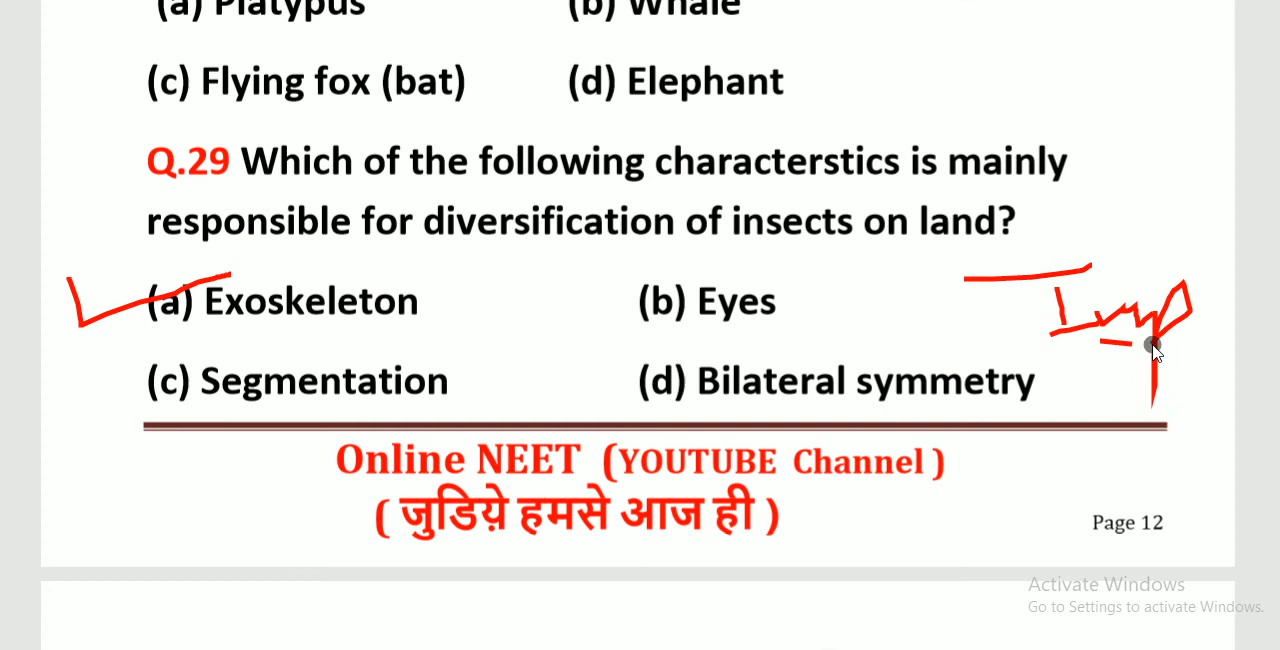 (a) Platypus (b) Whale
(c) Flying fox (bat) (d) Elephant
Q.29 Which of the following characterstics is mainly
responsible for diversification of insects on land?
(a) Exoskeleton (b) Eyes
Imp
(c) Segmentation (d) Bilateral symmetry
Online NEET (YOUTUBE Channel )
( जुडिय़े हमसे आज ही )
Page 12
Activate Windows
Go to Settings to activate Windows.